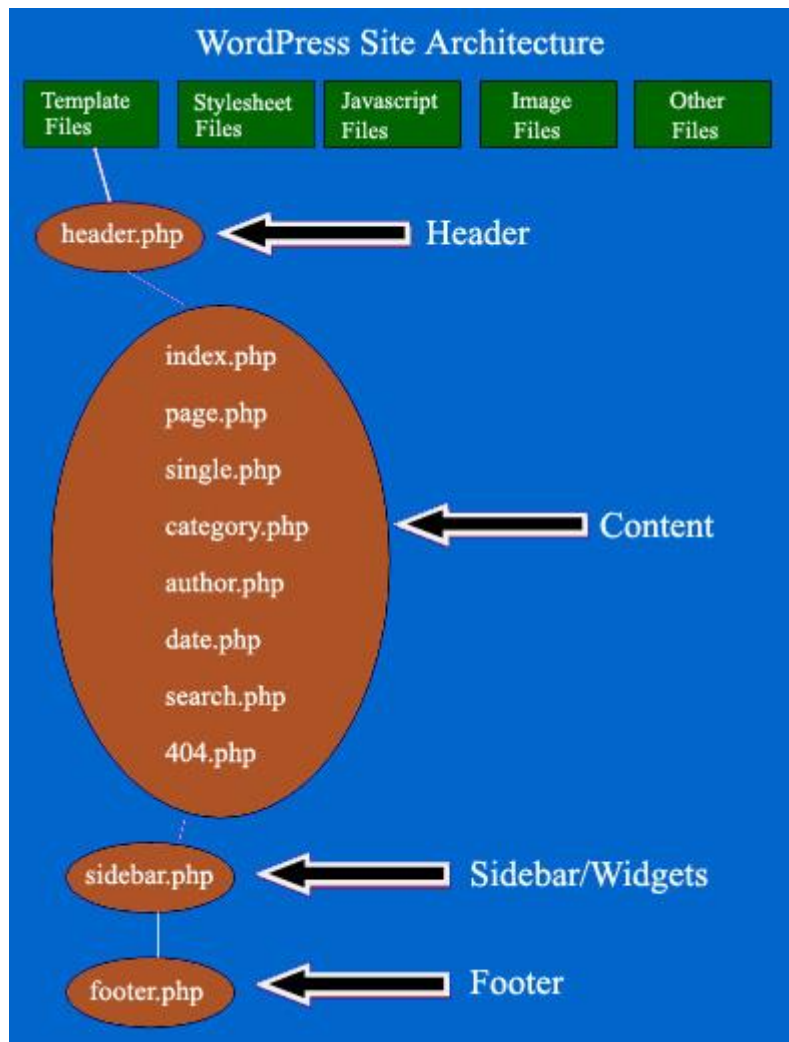 WordPress Site Architecture
Template
Files
Stylesheet
Files
Javascript
Files
Image
Files
Other
Files
header.php
Header
index.php
page.php
single.php
category.php
author.php
date.php
search.php
404.php
Content
sidebar.php
Sidebar/Widgets
footer.php
Footer